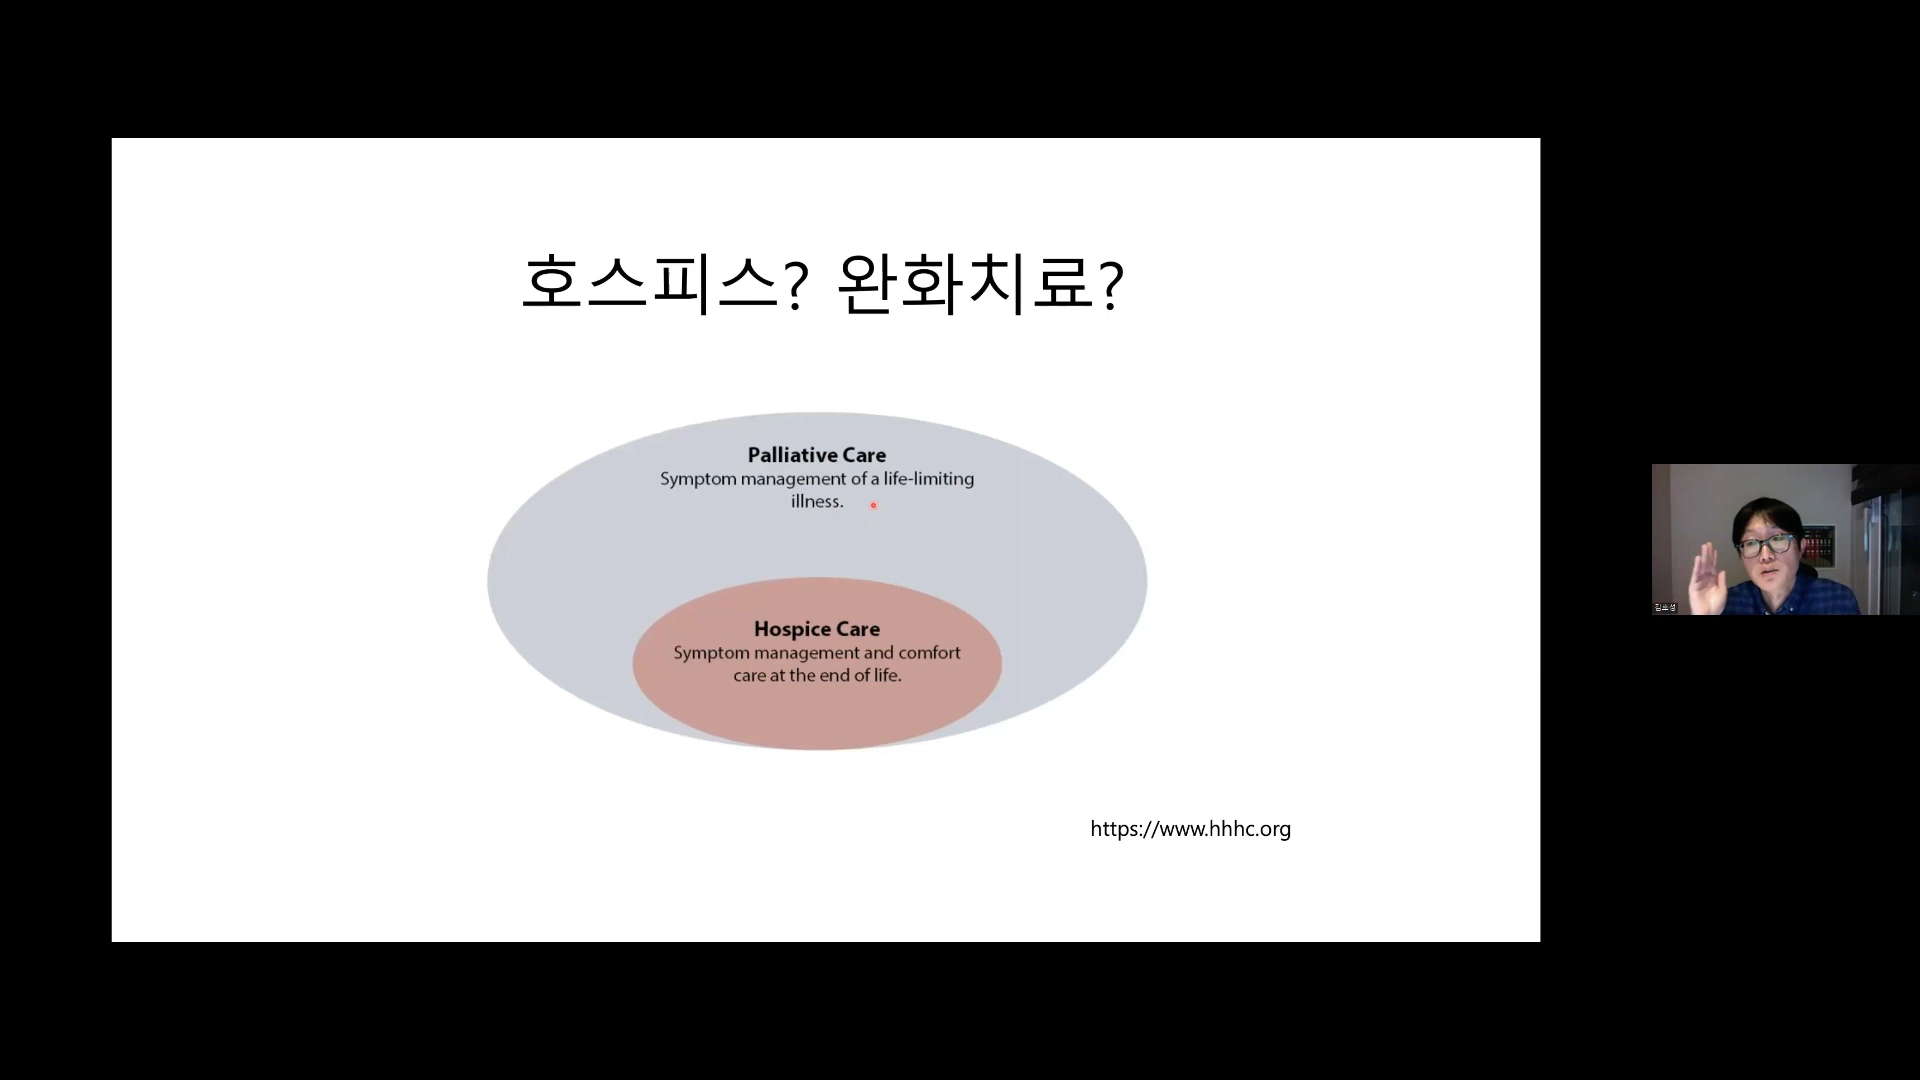 호스피스? 완화치료?
Palliative Care
Symptom management of a life-limiting
illness.
Hospice Care
Symptom management and comfort
care at the end of life.
https://www.hhhc.org